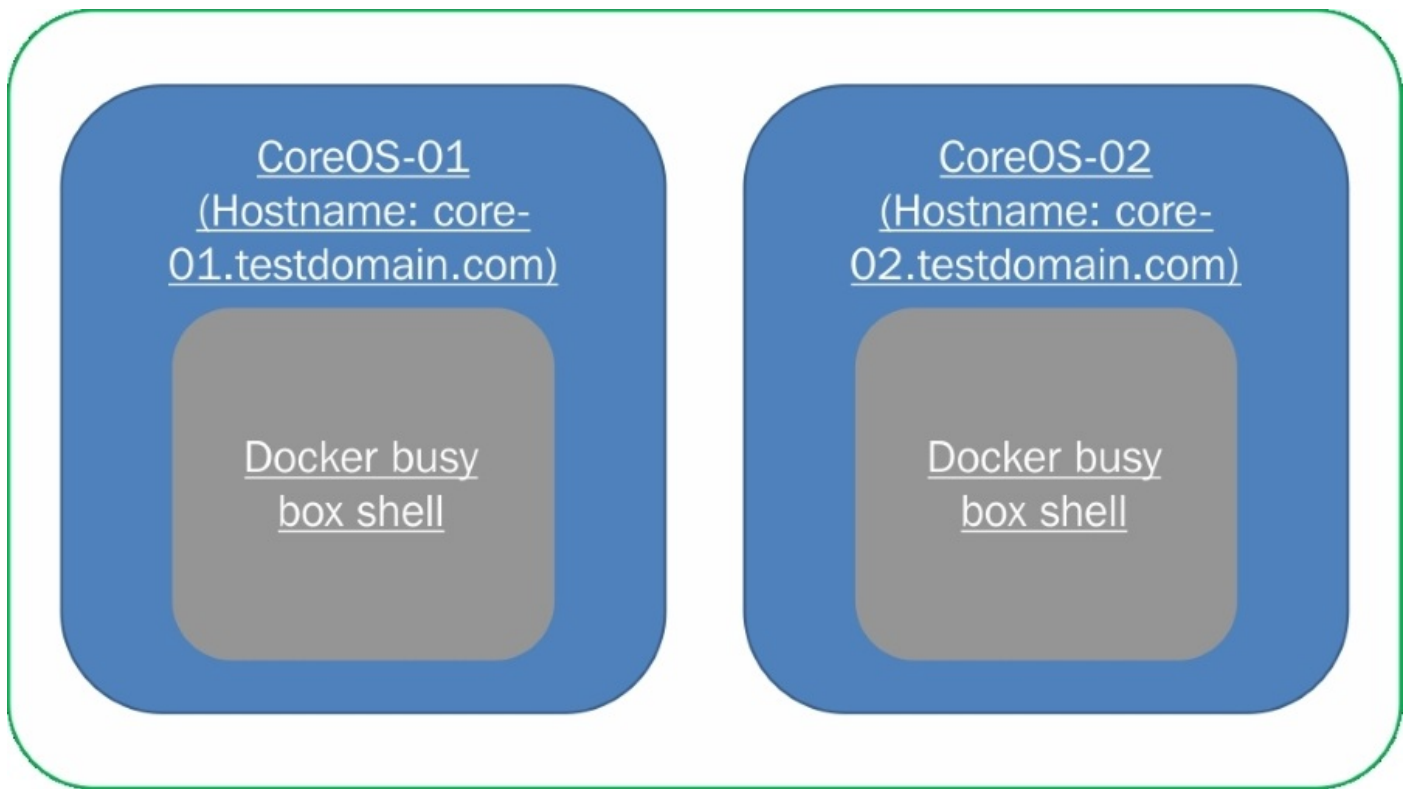 CoreOS-01
(Hostname: core-
01.testdomain.com)
Docker busy
box shell
CoreOS-02
(Hostname: core-
02.testdomain.com)
Docker busy
box shell